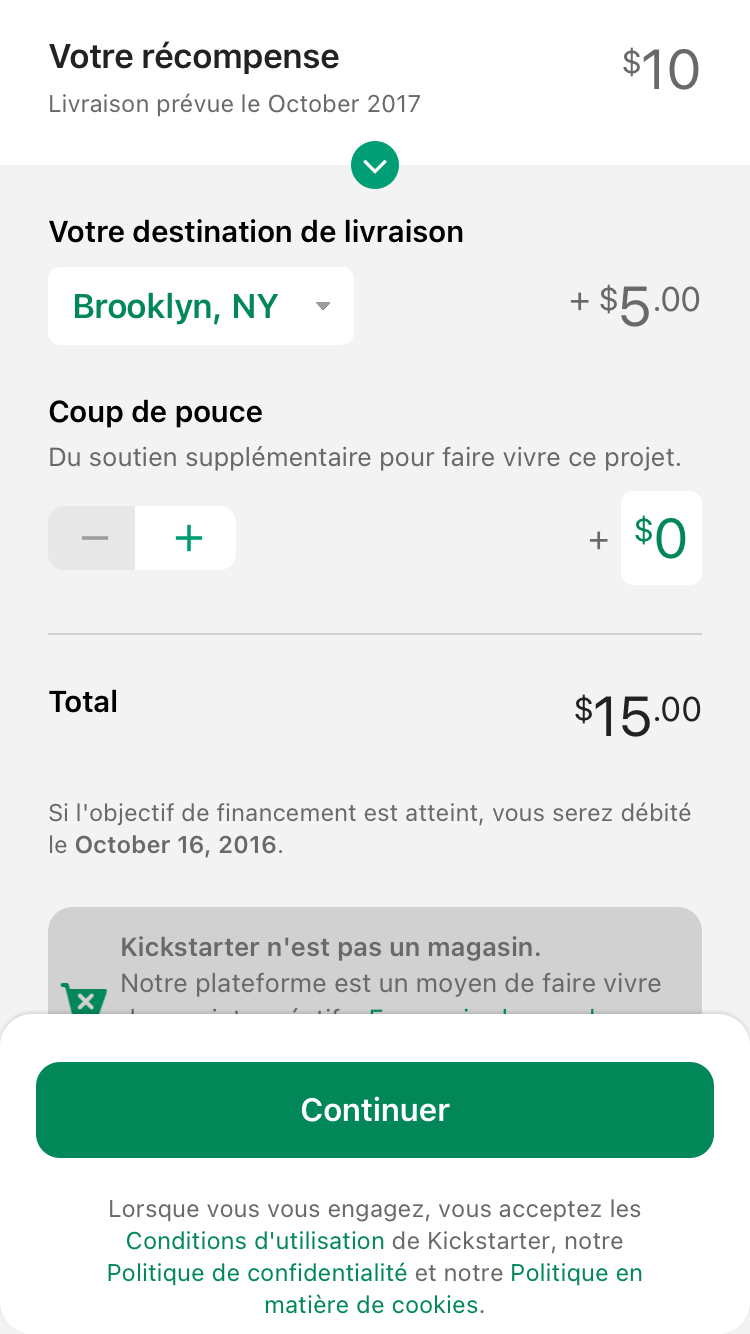 Votre récompense
$10
Livraison prévue le October 2017
Votre destination de livraison
Brooklyn, NY
+ $5.00
Coup de pouce
Du soutien supplémentaire pour faire vivre ce projet.
− +
+ $0
Total
$15.00
Si l'objectif de financement est atteint, vous serez débité
le October 16, 2016.
Kickstarter n'est pas un magasin.
Notre plateforme est un moyen de faire vivre
Continuer
Lorsque vous vous engagez, vous acceptez les
Conditions d'utilisation de Kickstarter, notre
Politique de confidentialité et notre Politique en
matière de cookies.